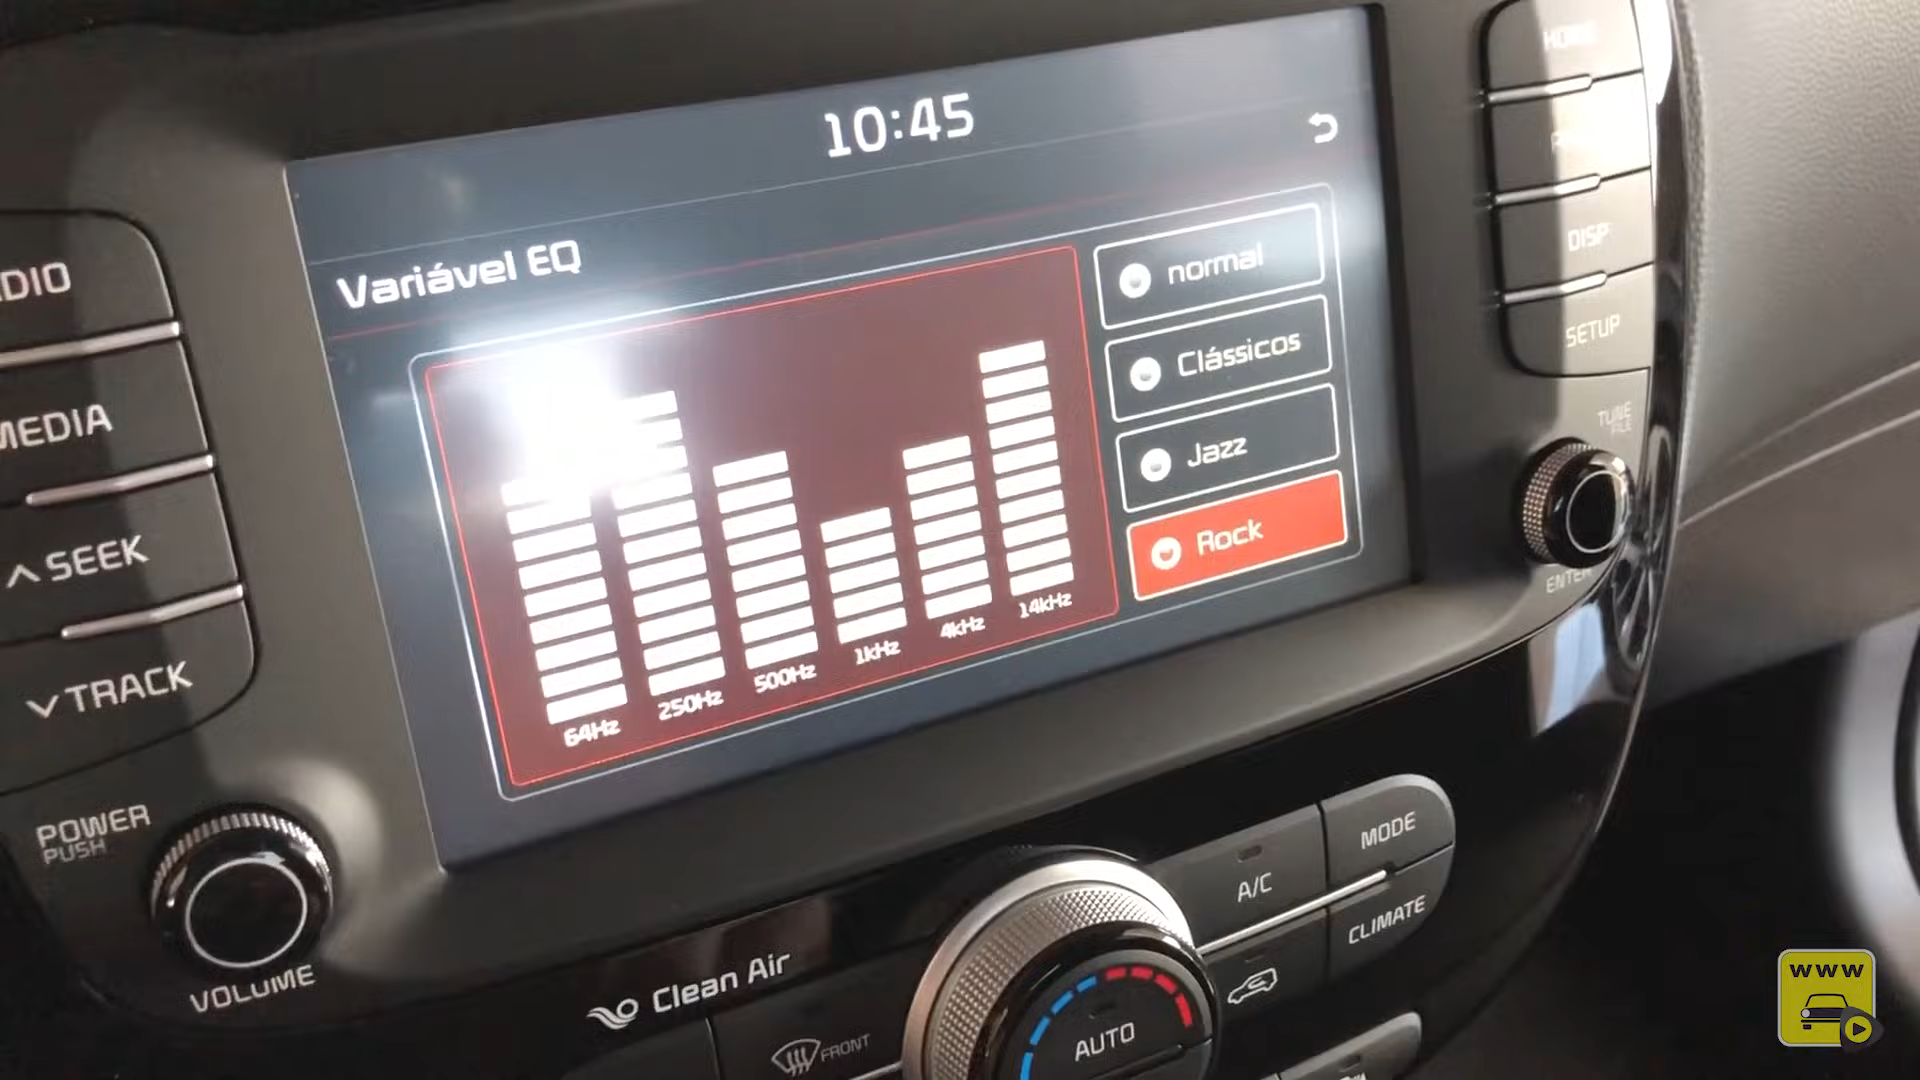 10:45
Variável EQ
normal
Clássicos
Jazz
Rock
64Hz
250Hz
500Hz
1kHz
4kHz
14kHz
MEDIA
SEEK
TRACK
POWER
PUSH
VOLUME
HOME
DISP
SETUP
TUNE
FILE
ENTER
Clean Air
FRONT
AUTO
A/C
MODE
CLIMATE
WWW